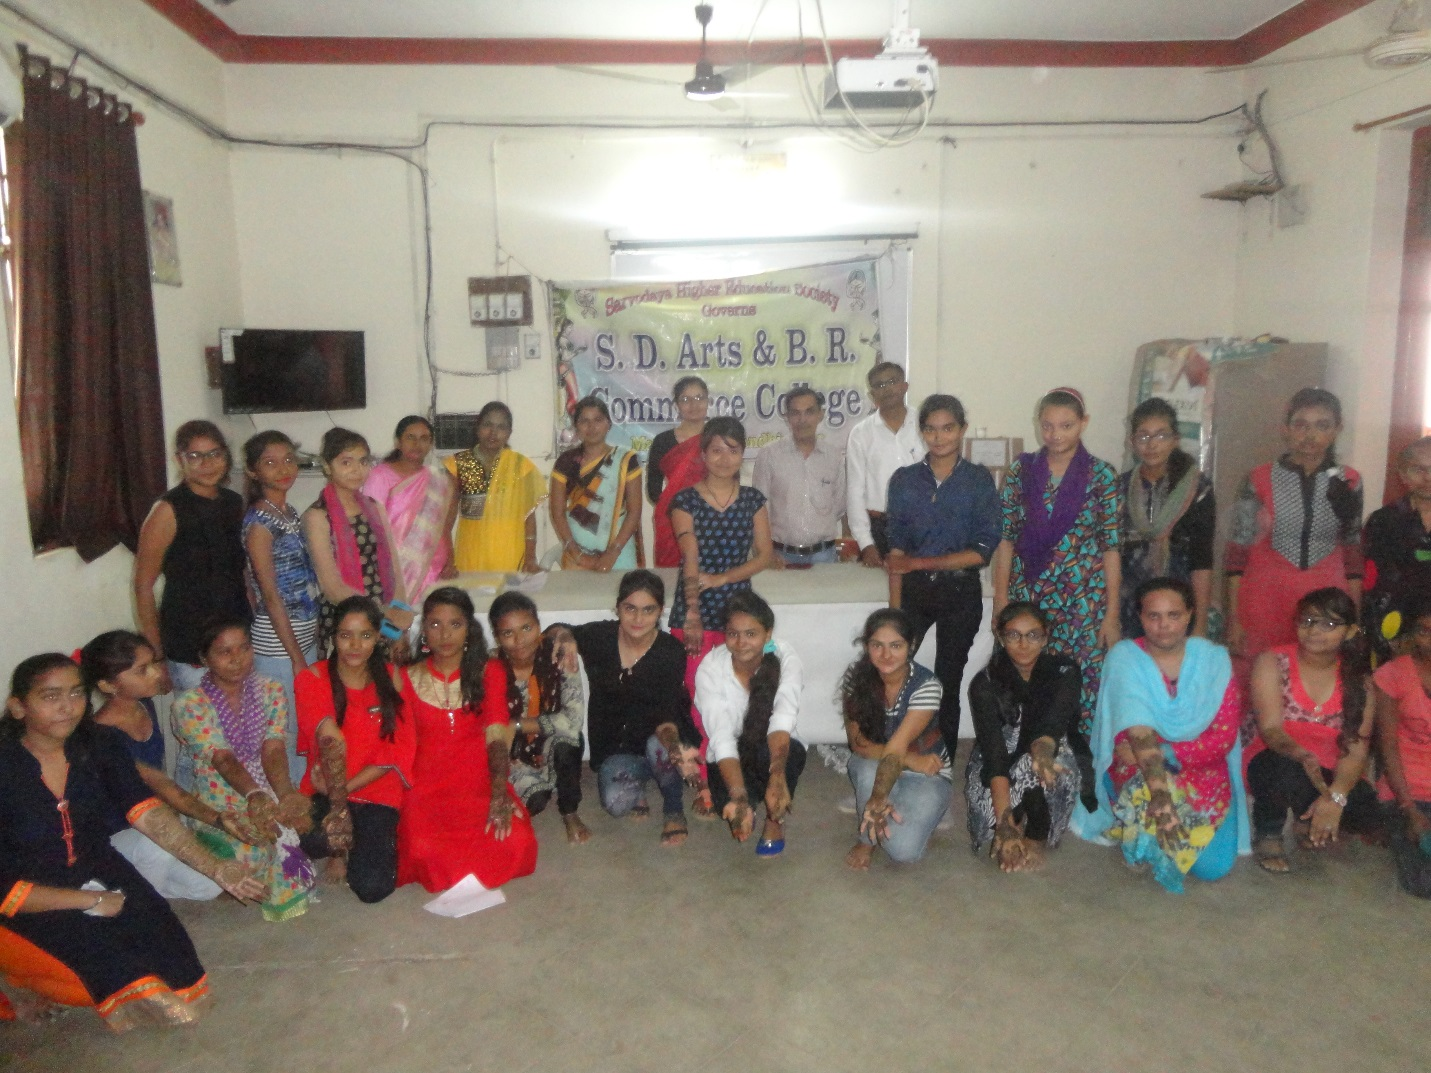 Sarvodaya Higher Education Society
Governs
S. D. Arts & B. R.
Commerce College